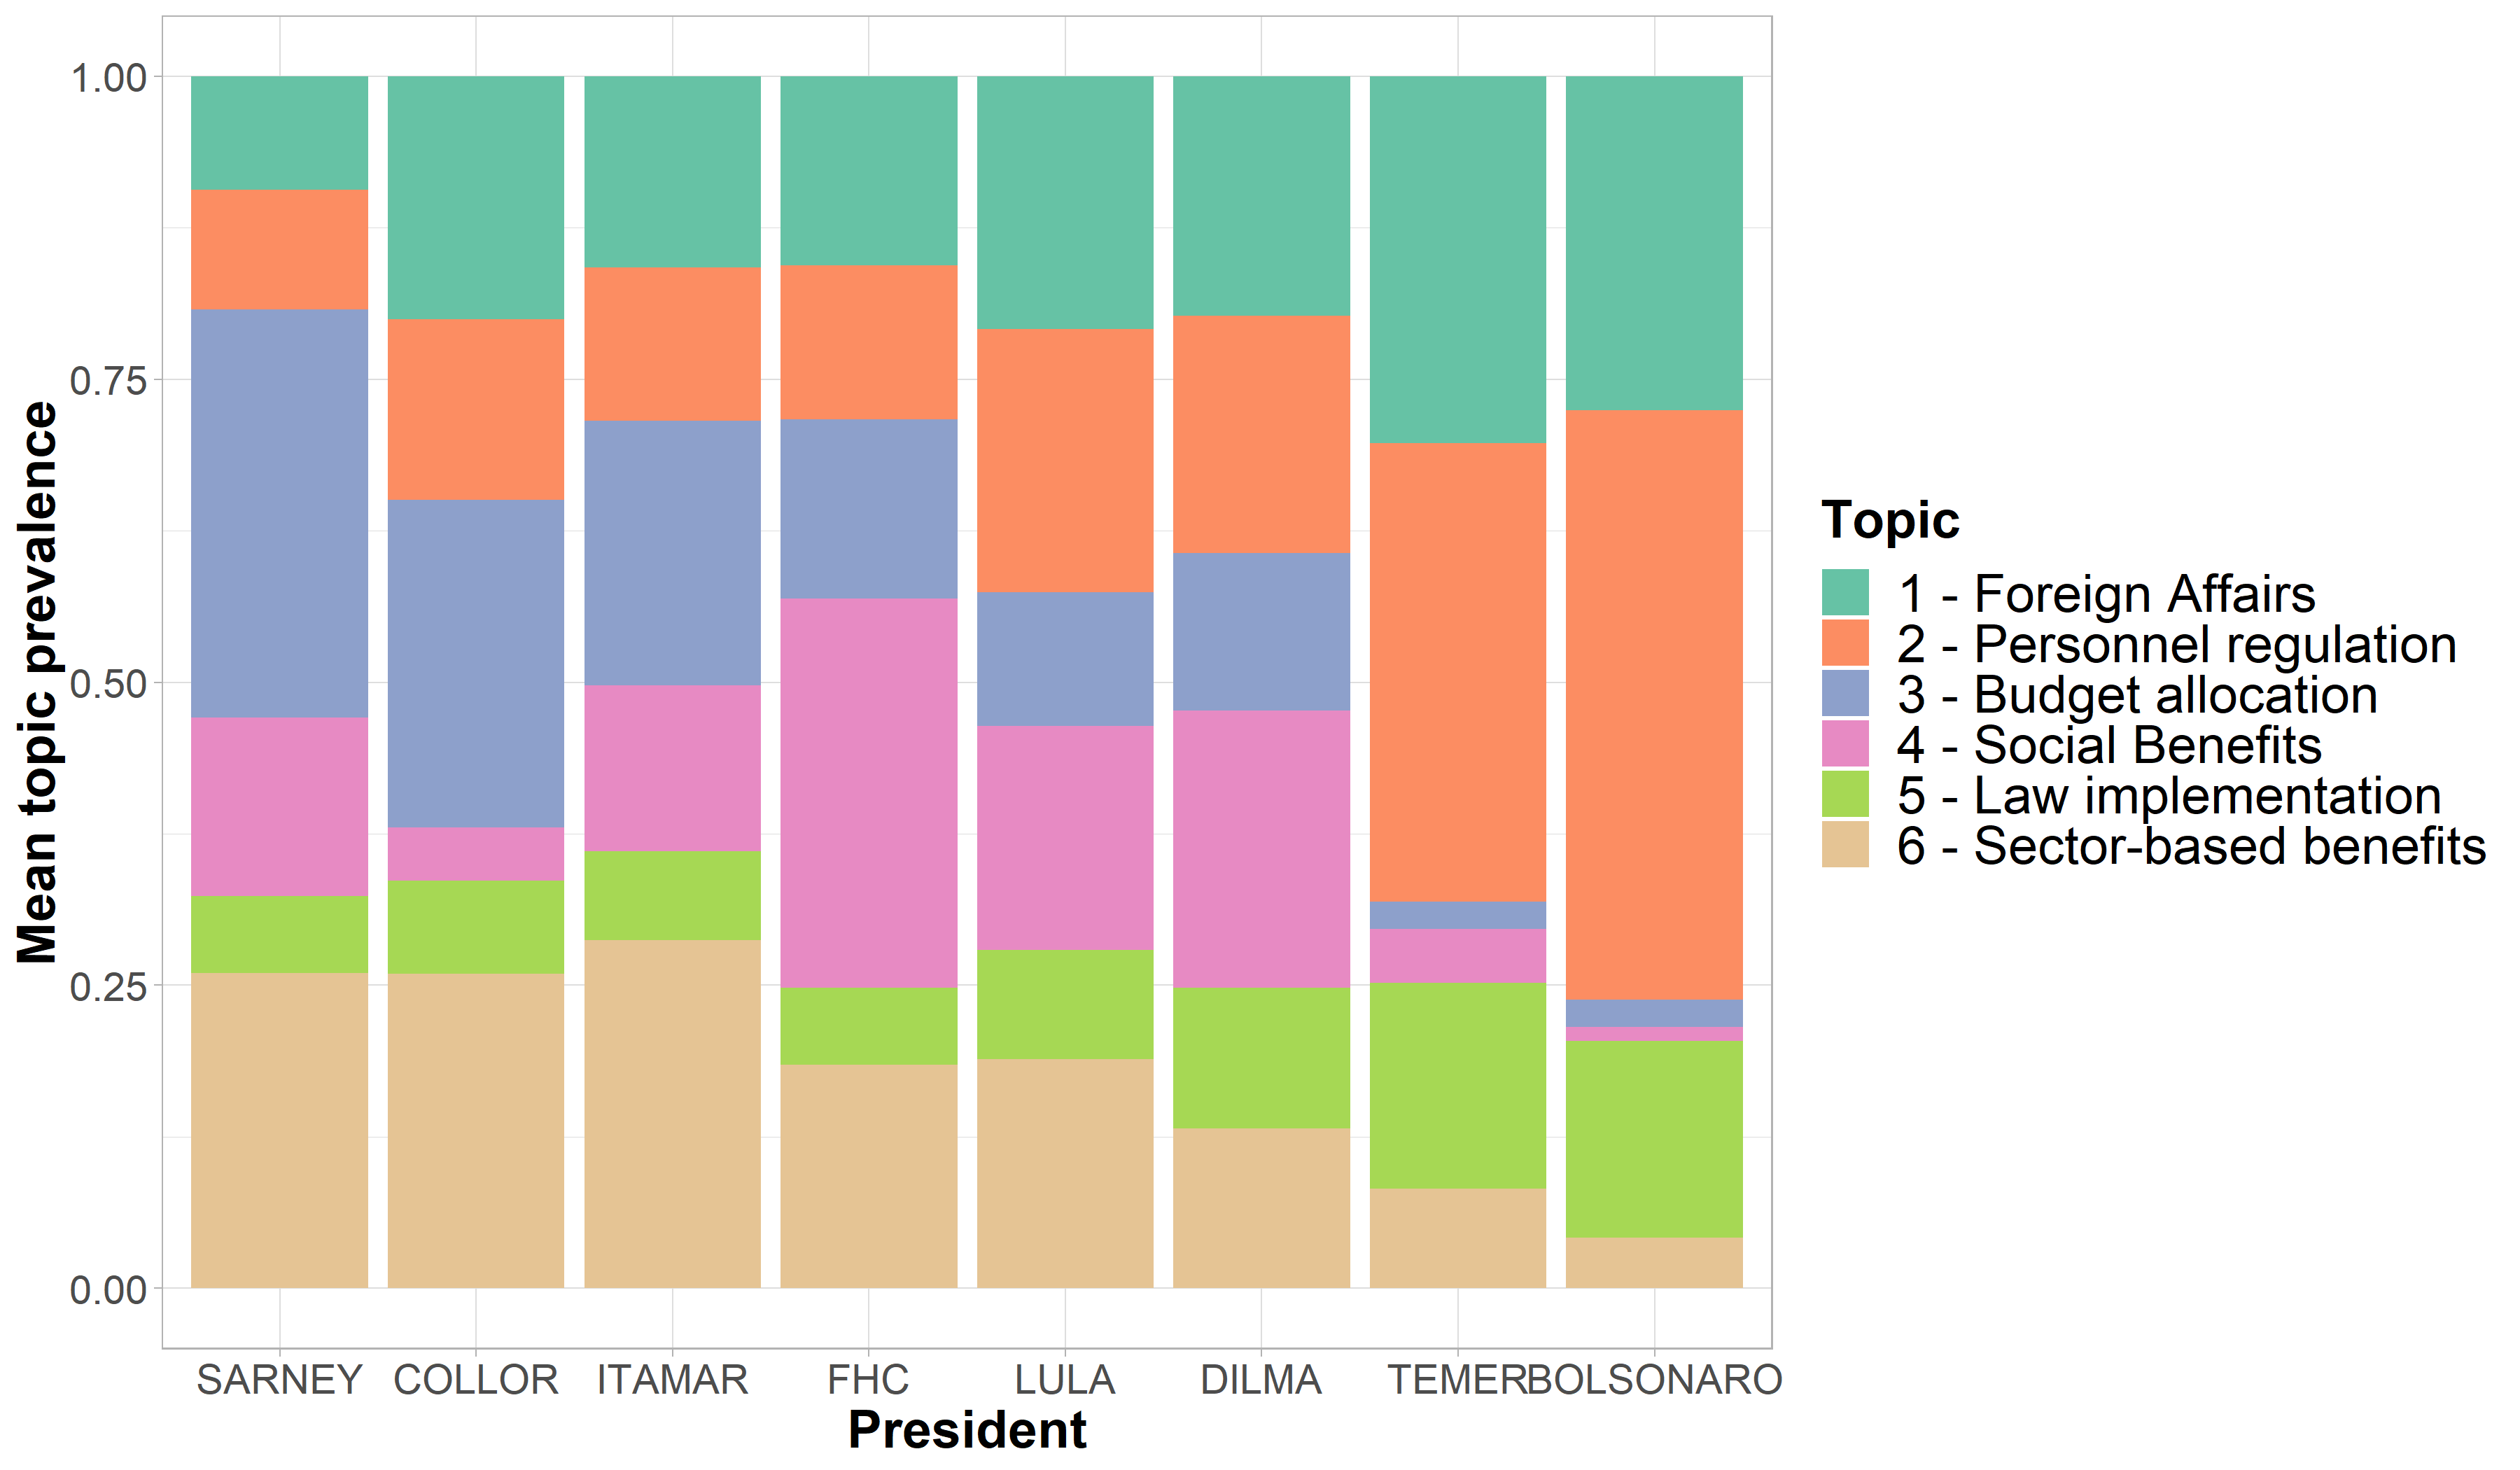 Mean topic prevalence
1.00
0.75
0.50
0.25
0.00
SARNEY COLLOR ITAMAR FHC LULA DILMA TEMER BOLSONARO
President
Topic
1 - Foreign Affairs
2 - Personnel regulation
3 - Budget allocation
4 - Social Benefits
5 - Law implementation
6 - Sector-based benefits